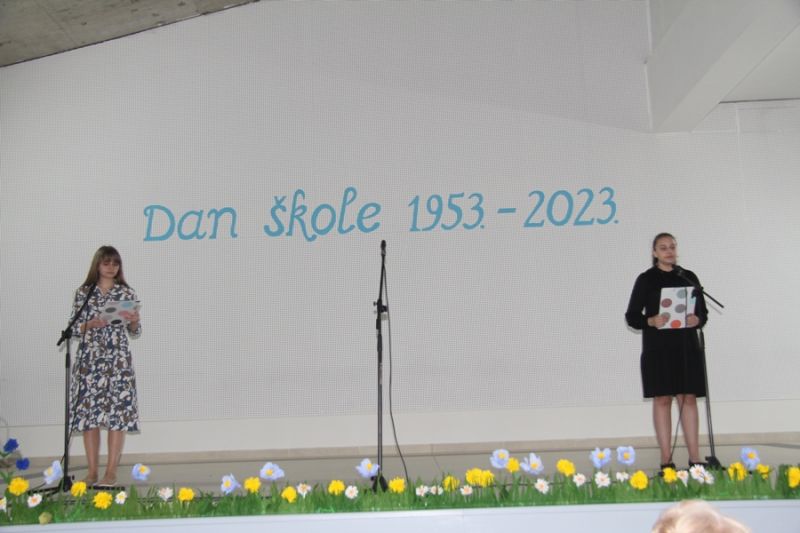 Dan škole 1953. - 2023.